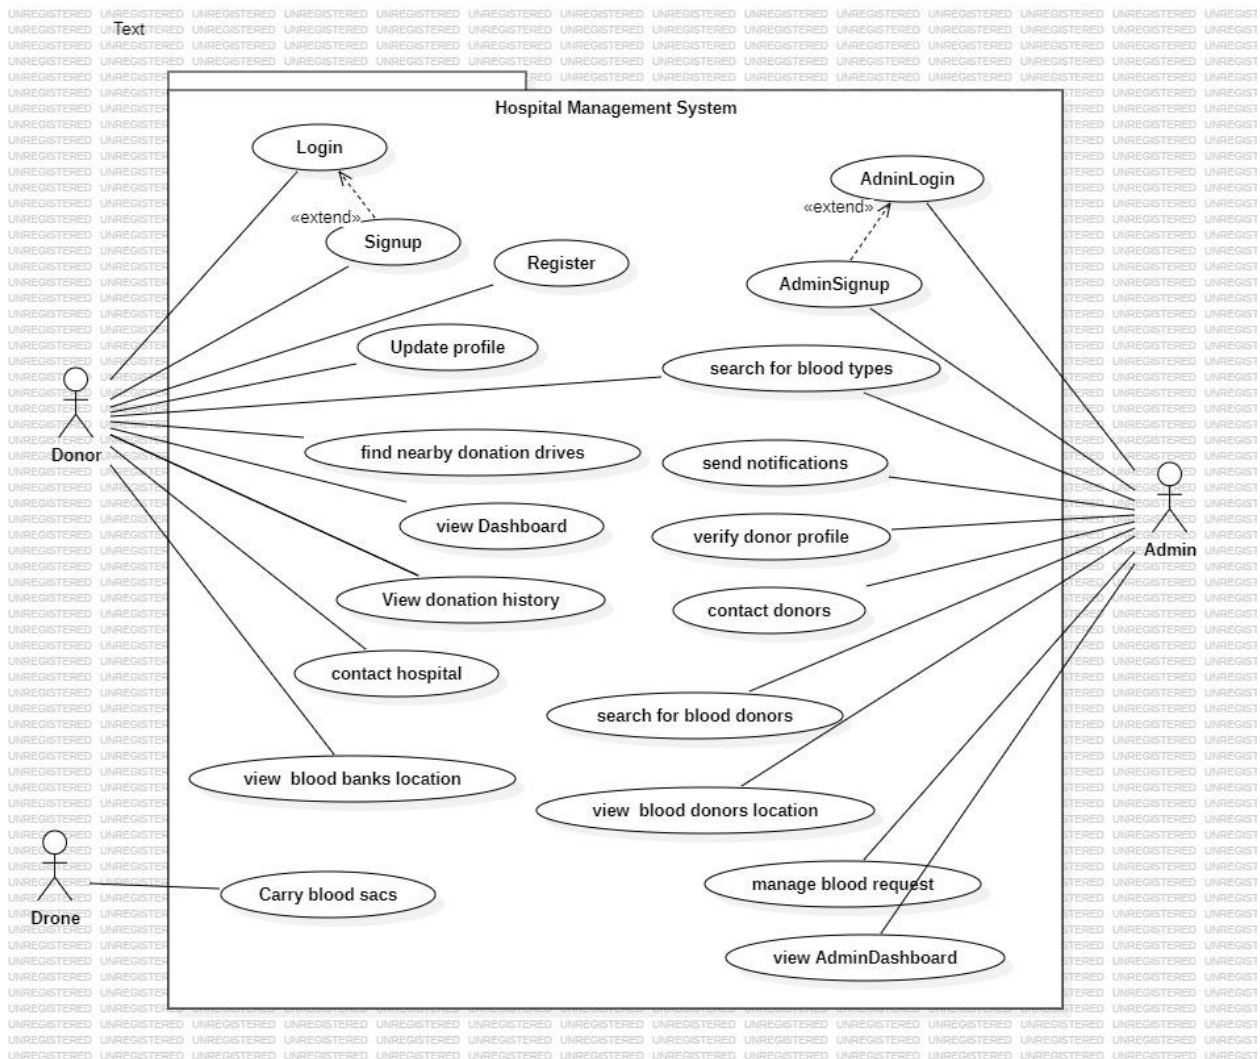 Text
Hospital Management System
Login
AdninLogin
«extend»
«extend»
Signup
Register
AdminSignup
Update profile
search for blood types
Donor
find nearby donation drives
send notifications
view Dashboard
verify donor profile
Admin
View donation history
contact donors
contact hospital
search for blood donors
view  blood banks location
view  blood donors location
manage blood request
Carry blood sacs
Drone
view AdminDashboard
UNREGISTERED